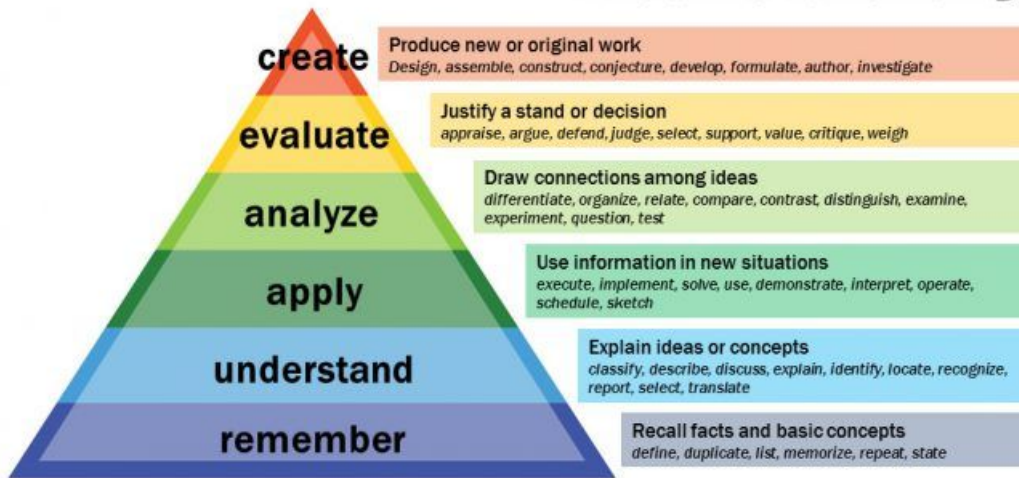 create
Produce new or original work
Design, assemble, construct, conjecture, develop, formulate, author, investigate
evaluate
Justify a stand or decision
appraise, argue, defend, judge, select, support, value, critique, weigh
analyze
Draw connections among ideas
differentiate, organize, relate, compare, contrast, distinguish, examine,
experiment, question, test
apply
Use information in new situations
execute, implement, solve, use, demonstrate, interpret, operate,
schedule, sketch
understand
Explain ideas or concepts
classify, describe, discuss, explain, identify, locate, recognize,
report, select, translate
remember
Recall facts and basic concepts
define, duplicate, list, memorize, repeat, state